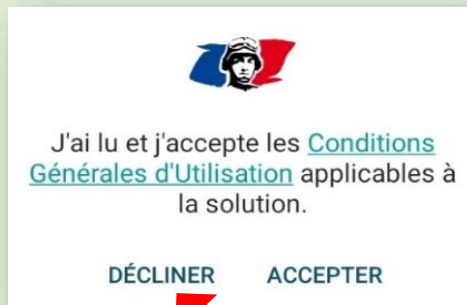 J'ai lu et j'accepte les Conditions
Générales d'Utilisation applicables à
la solution.
DÉCLINER ACCEPTER